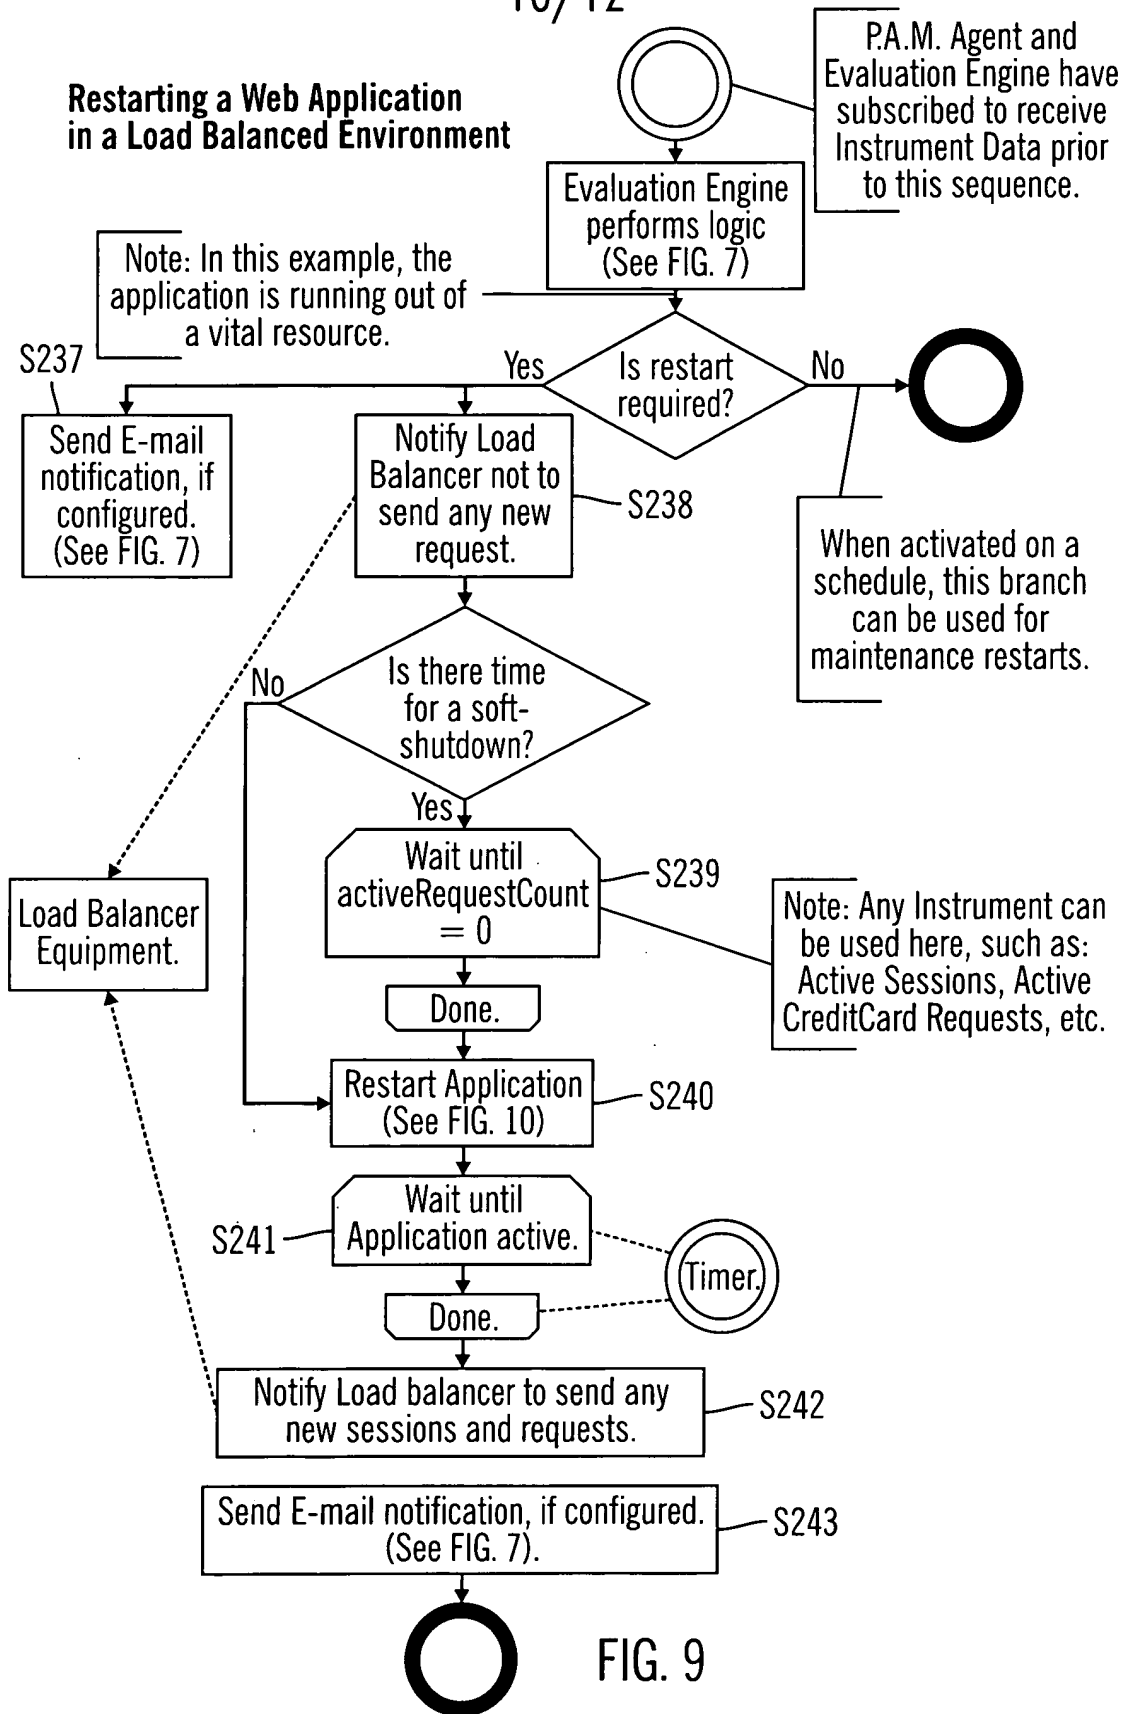 10/12
Restarting a Web Application
in a Load Balanced Environment
P.A.M. Agent and
Evaluation Engine have
subscribed to receive
Instrument Data prior
to this sequence.
Evaluation Engine
performs logic
(See FIG. 7)
Note: In this example, the
application is running out of
a vital resource.
S237
Yes
Is restart
required?
No
Send E-mail
notification, if
configured.
(See FIG. 7)
Notify Load
Balancer not to
send any new
request.
S238
When activated on a
schedule, this branch
can be used for
maintenance restarts.
No
Is there time
for a soft-
shutdown?
Yes
Wait until
activeRequestCount
= 0
S239
Load Balancer
Equipment.
Note: Any Instrument can
be used here, such as:
Active Sessions, Active
CreditCard Requests, etc.
Done.
Restart Application
(See FIG. 10)
S240
Wait until
Application active.
S241
Timer.
Done.
Notify Load balancer to send any
new sessions and requests.
S242
Send E-mail notification, if configured.
(See FIG. 7).
S243
FIG. 9